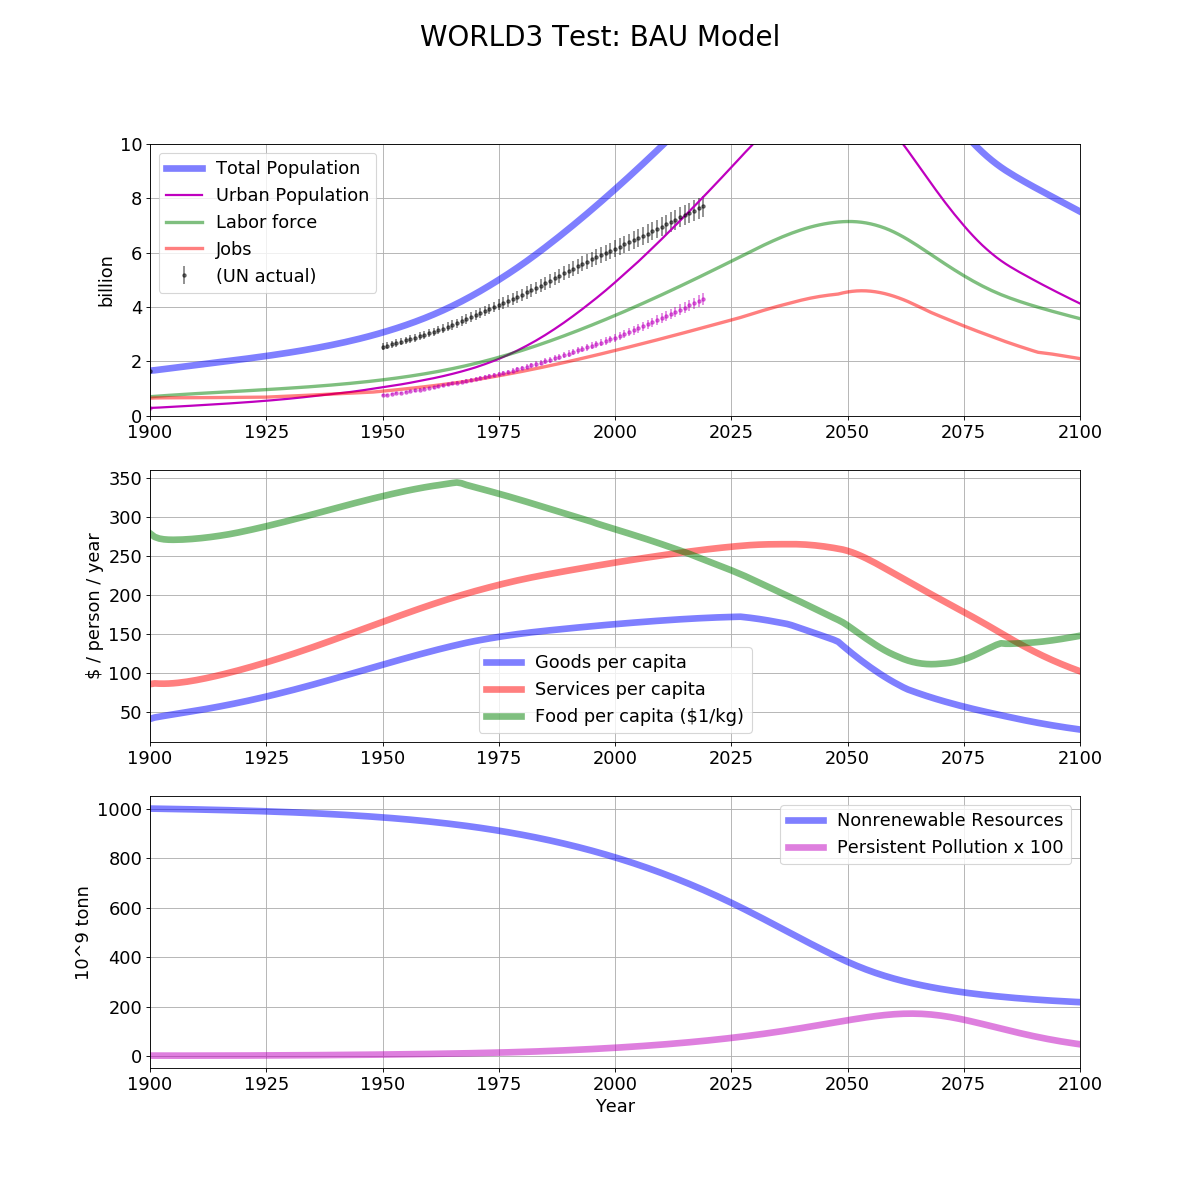 WORLD3 Test: BAU Model
billion
10
8
6
4
2
0
Total Population
Urban Population
Labor force
Jobs
(UN actual)
1900 1925 1950 1975 2000 2025 2050 2075 2100
$ / person / year
350
300
250
200
150
100
50
Goods per capita
Services per capita
Food per capita ($1/kg)
1900 1925 1950 1975 2000 2025 2050 2075 2100
10^9 tonn
1000
800
600
400
200
0
Nonrenewable Resources
Persistent Pollution x 100
1900 1925 1950 1975 2000 2025 2050 2075 2100
Year